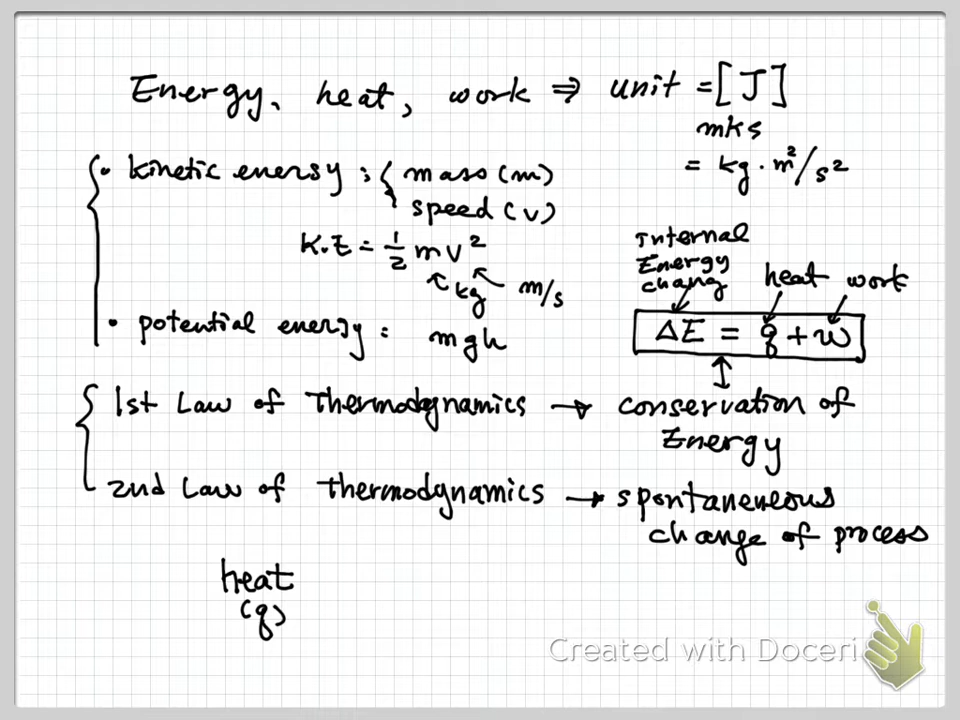 Energy, heat, work ⇒ unit = [J]
mks
= kg·m²/s²
• kinetic energy : { mass (m)
speed (v)
K.E = 1/2 mv²
kg m/s
• potential energy : mgh
Internal
Energy
chang heat work
ΔE = q + w
1st Law of Thermodynamics → conservation of
Energy
2nd Law of Thermodynamics → spontaneneous
change of process
heat
(q)
Created with Doceri